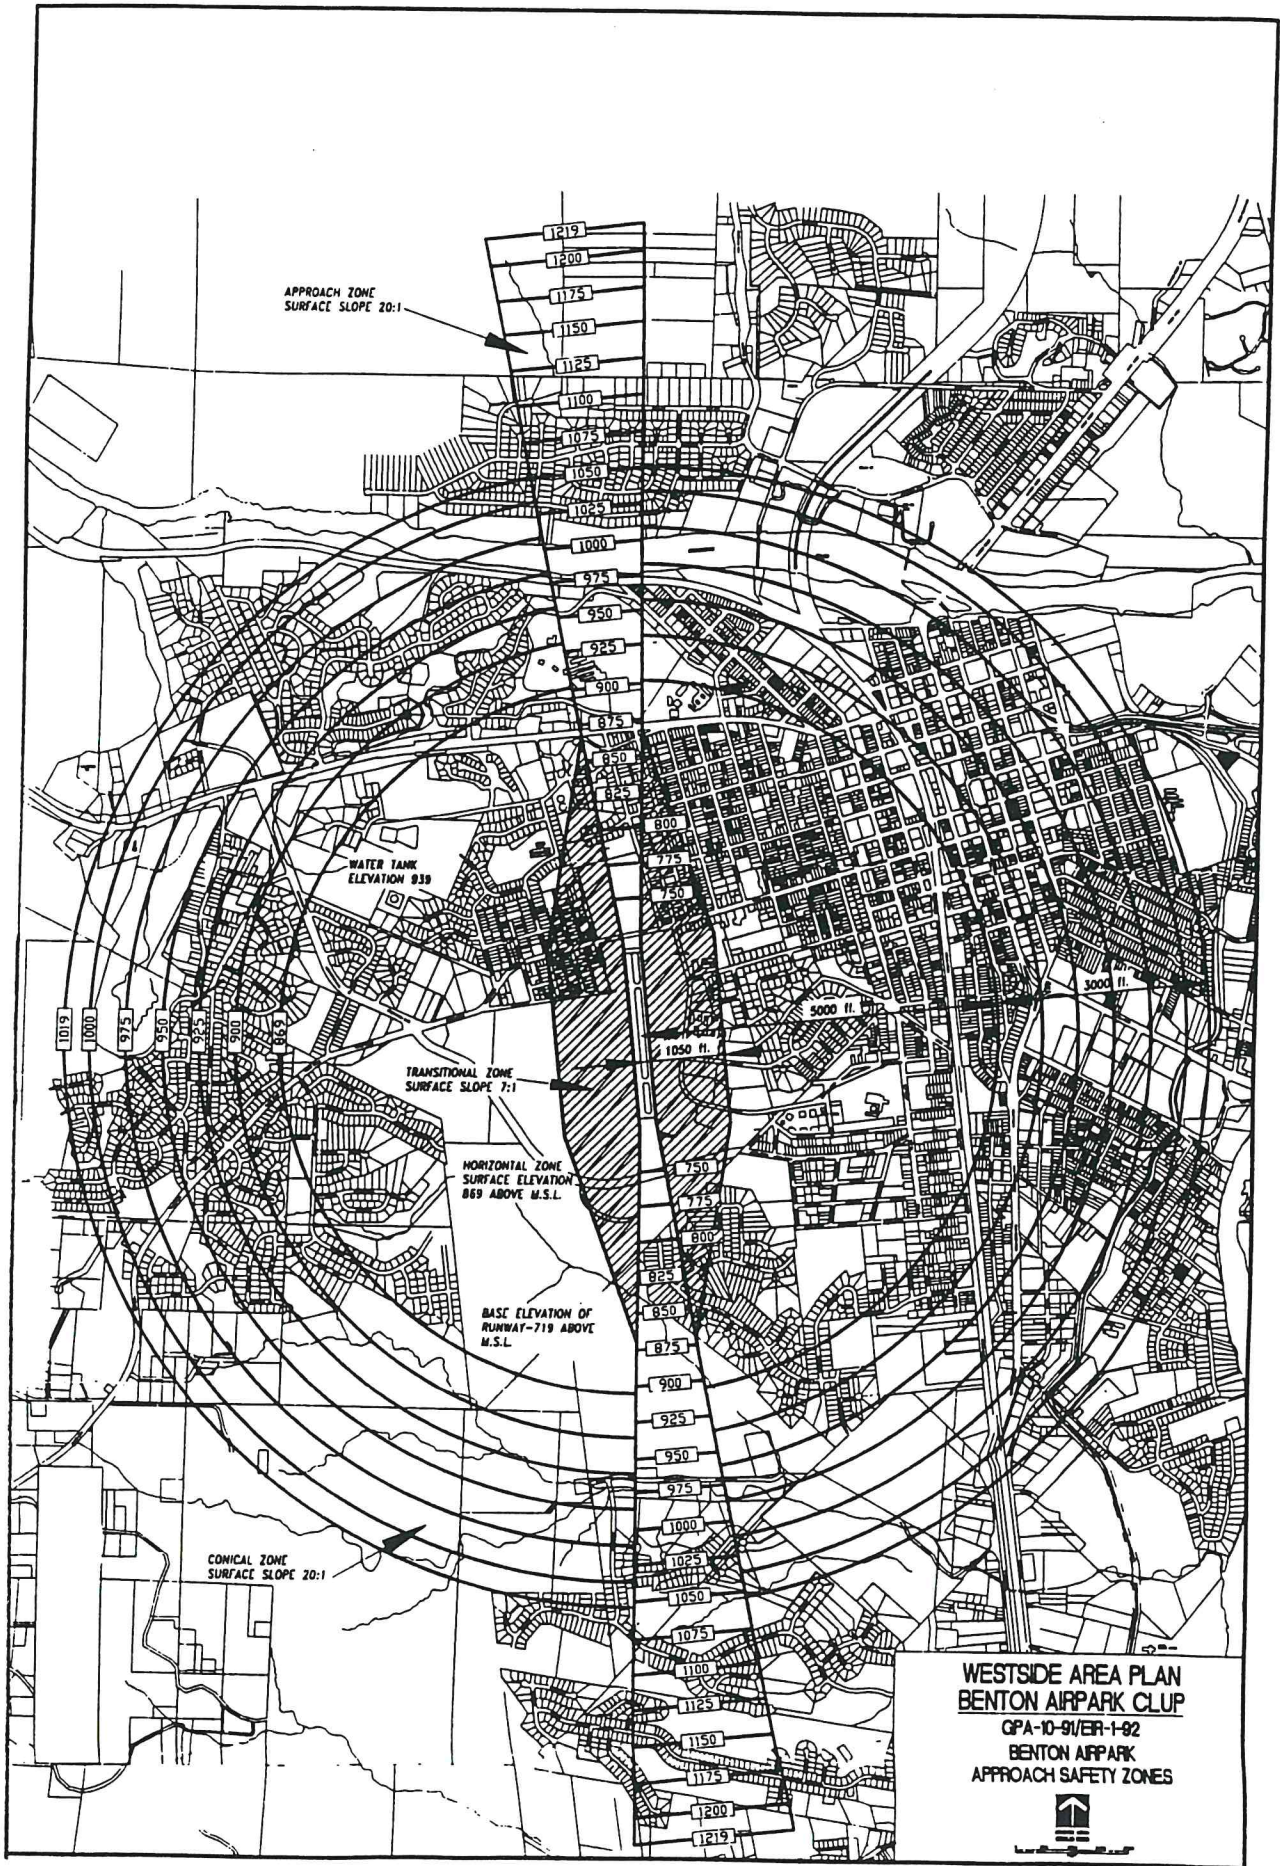 1219
1200
1175
1150
1125
1100
1075
1050
1025
1000
975
950
925
900
875
850
825
800
775
750
APPROACH ZONE
SURFACE SLOPE 20:1
WATER TANK
ELEVATION 939
1019
1000
975
950
925
900
869
3000 ft.
5000 ft.
1050 ft.
TRANSITIONAL ZONE
SURFACE SLOPE 7:1
HORIZONTAL ZONE
SURFACE ELEVATION
869 ABOVE M.S.L.
BASE ELEVATION OF
RUNWAY-719 ABOVE
M.S.L.
750
775
800
825
850
875
900
925
950
975
1000
1025
1050
1075
1100
1125
1150
1175
1200
1219
CONICAL ZONE
SURFACE SLOPE 20:1
WESTSIDE AREA PLAN
BENTON AIRPARK CLUP
GPA-10-91/EIR-1-92
BENTON AIRPARK
APPROACH SAFETY ZONES